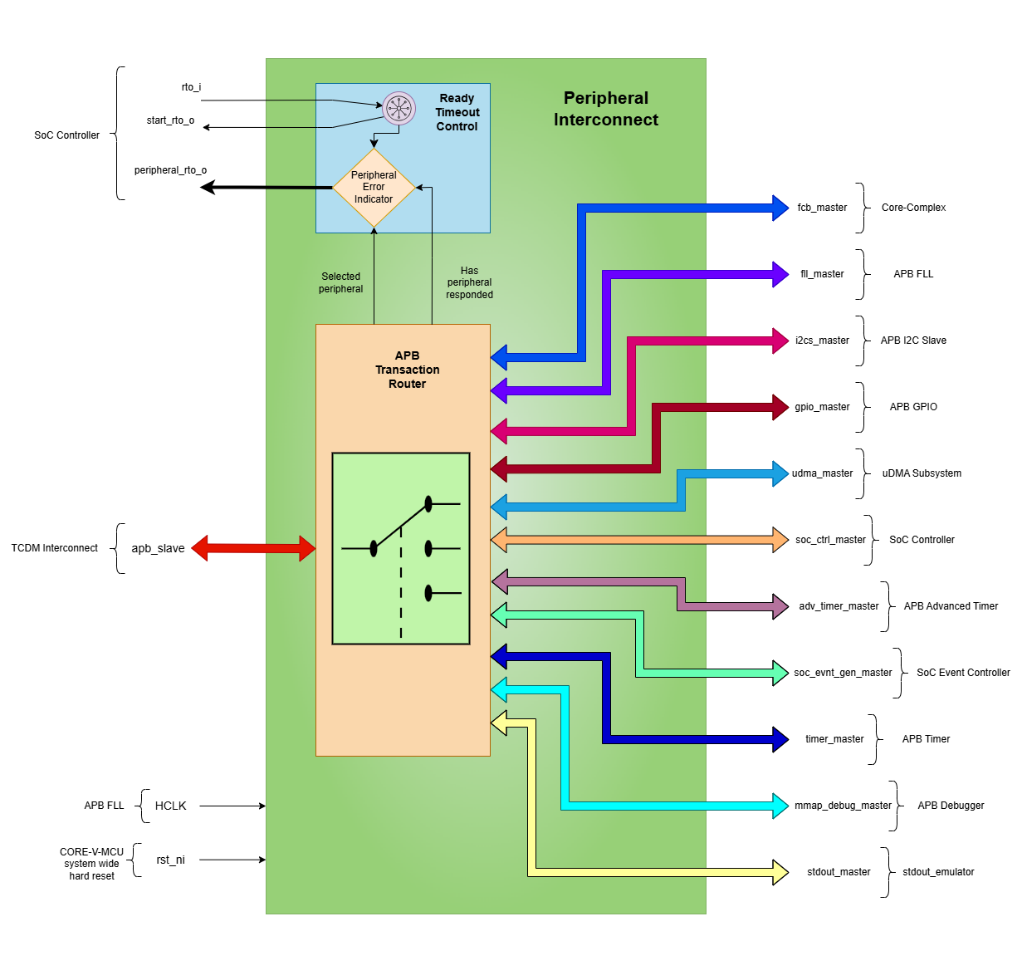 Peripheral
Interconnect
Ready
Timeout
Control
rto_i
start_rto_o
SoC Controller
peripheral_rto_o
Peripheral
Error
Indicator
Selected
peripheral
Has
peripheral
responded
APB
Transaction
Router
TCDM Interconnect
apb_slave
APB FLL
HCLK
CORE-V-MCU
system wide
hard reset
rst_ni
fcb_master
Core-Complex
fll_master
APB FLL
i2cs_master
APB I2C Slave
gpio_master
APB GPIO
udma_master
uDMA Subsystem
soc_ctrl_master
SoC Controller
adv_timer_master
APB Advanced Timer
soc_evnt_gen_master
SoC Event Controller
timer_master
APB Timer
mmap_debug_master
APB Debugger
stdout_master
stdout_emulator